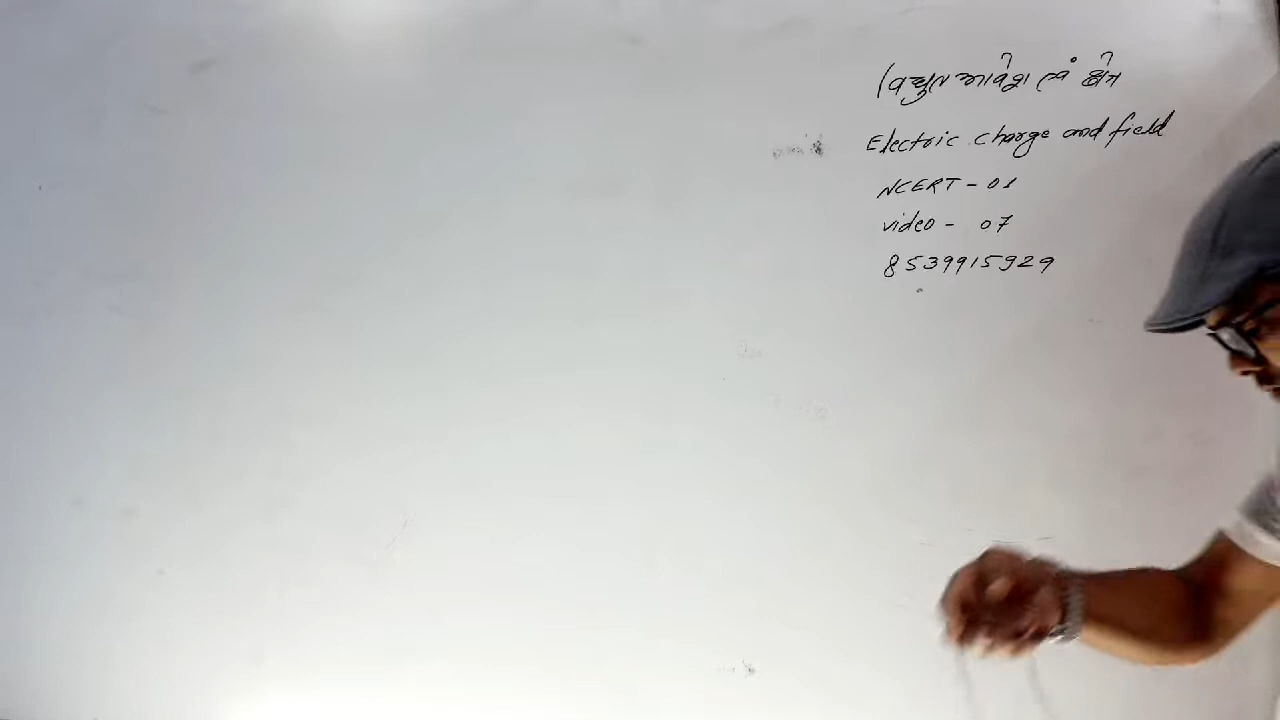 विद्युत आवेश एवं क्षेत्र
Electric charge and field
NCERT - 01
video - 07
8539915929